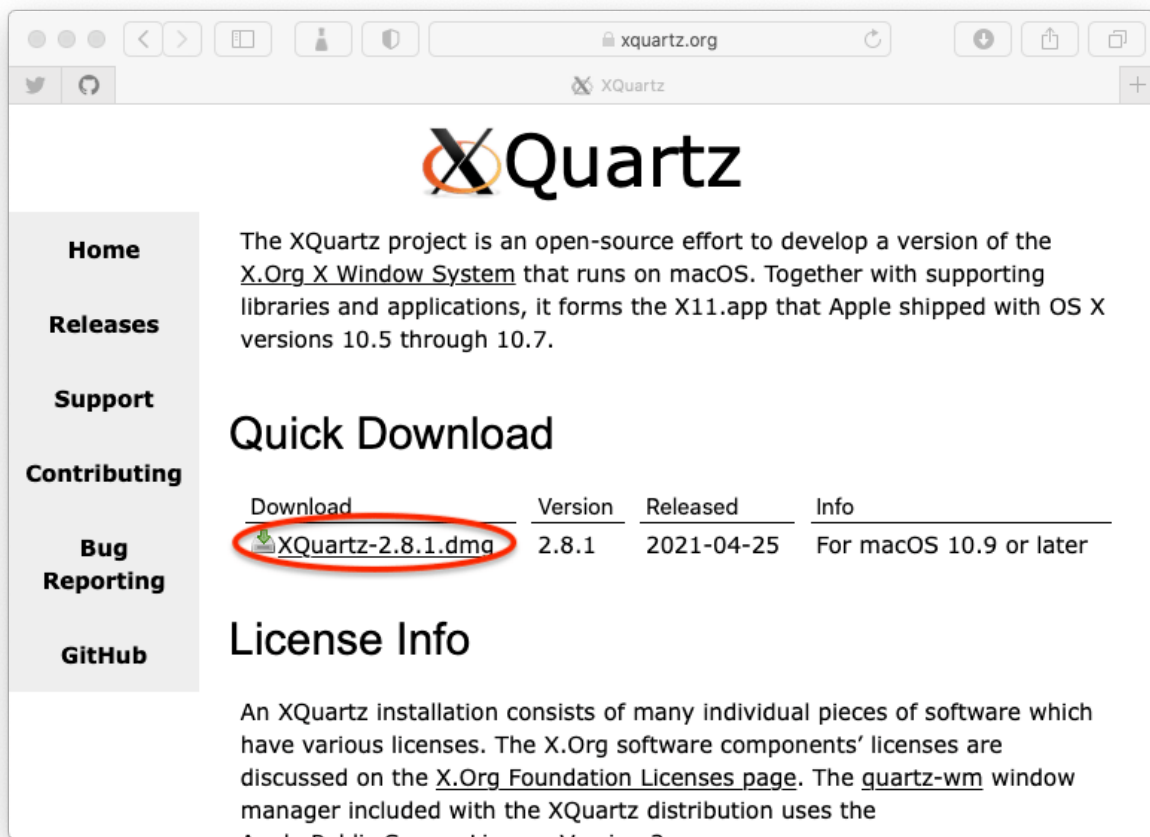 xquartz.org
XQuartz
XQuartz
Home
Releases
Support
Contributing
Bug
Reporting
GitHub
The XQuartz project is an open-source effort to develop a version of the
X.Org X Window System that runs on macOS. Together with supporting
libraries and applications, it forms the X11.app that Apple shipped with OS X
versions 10.5 through 10.7.
Quick Download
Download Version Released Info
XQuartz-2.8.1.dmg 2.8.1 2021-04-25 For macOS 10.9 or later
License Info
An XQuartz installation consists of many individual pieces of software which
have various licenses. The X.Org software components’ licenses are
discussed on the X.Org Foundation Licenses page. The quartz-wm window
manager included with the XQuartz distribution uses the